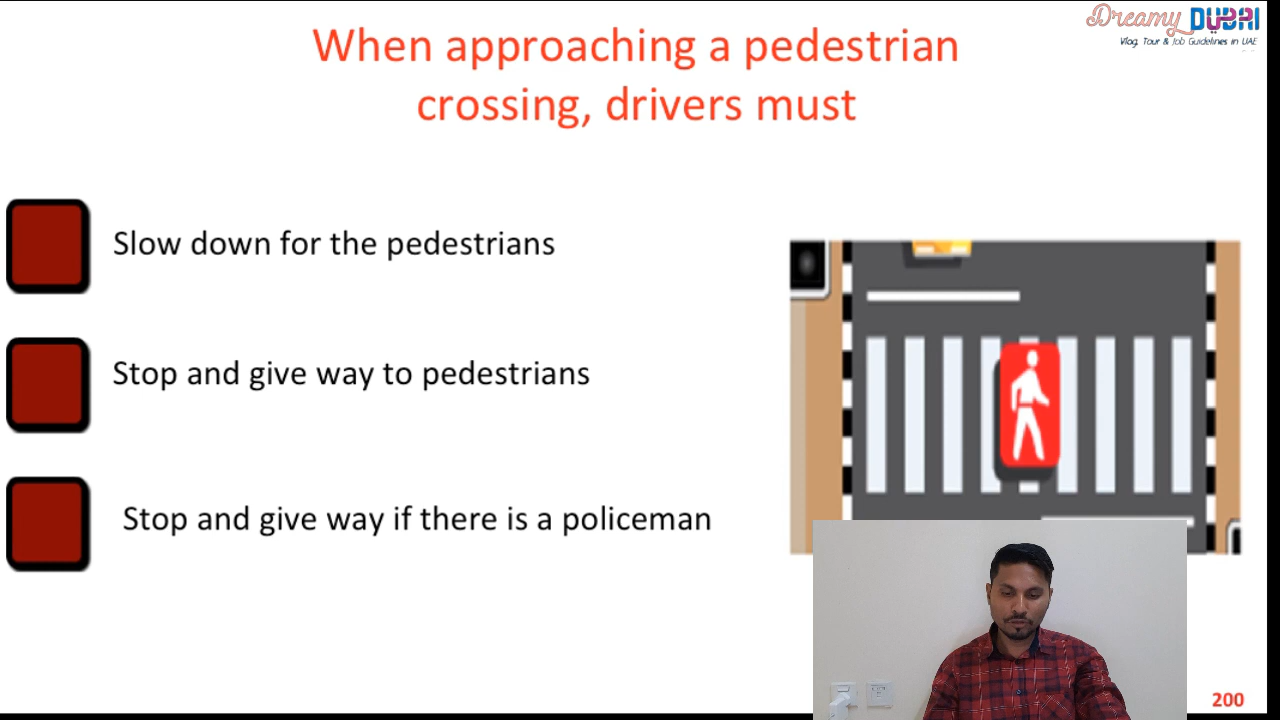 Dreamy DUBAI
Vlog, Tour & Job Guidelines in UAE
When approaching a pedestrian
crossing, drivers must
Slow down for the pedestrians
Stop and give way to pedestrians
Stop and give way if there is a policeman
200